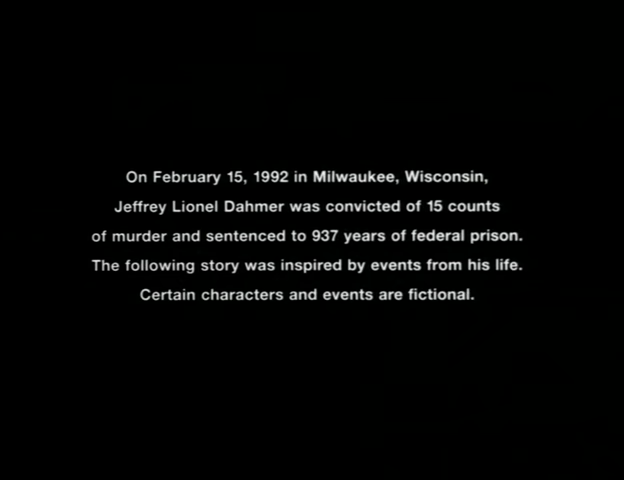 On February 15, 1992 in Milwaukee, Wisconsin,
Jeffrey Lionel Dahmer was convicted of 15 counts
of murder and sentenced to 937 years of federal prison.
The following story was inspired by events from his life.
Certain characters and events are fictional.